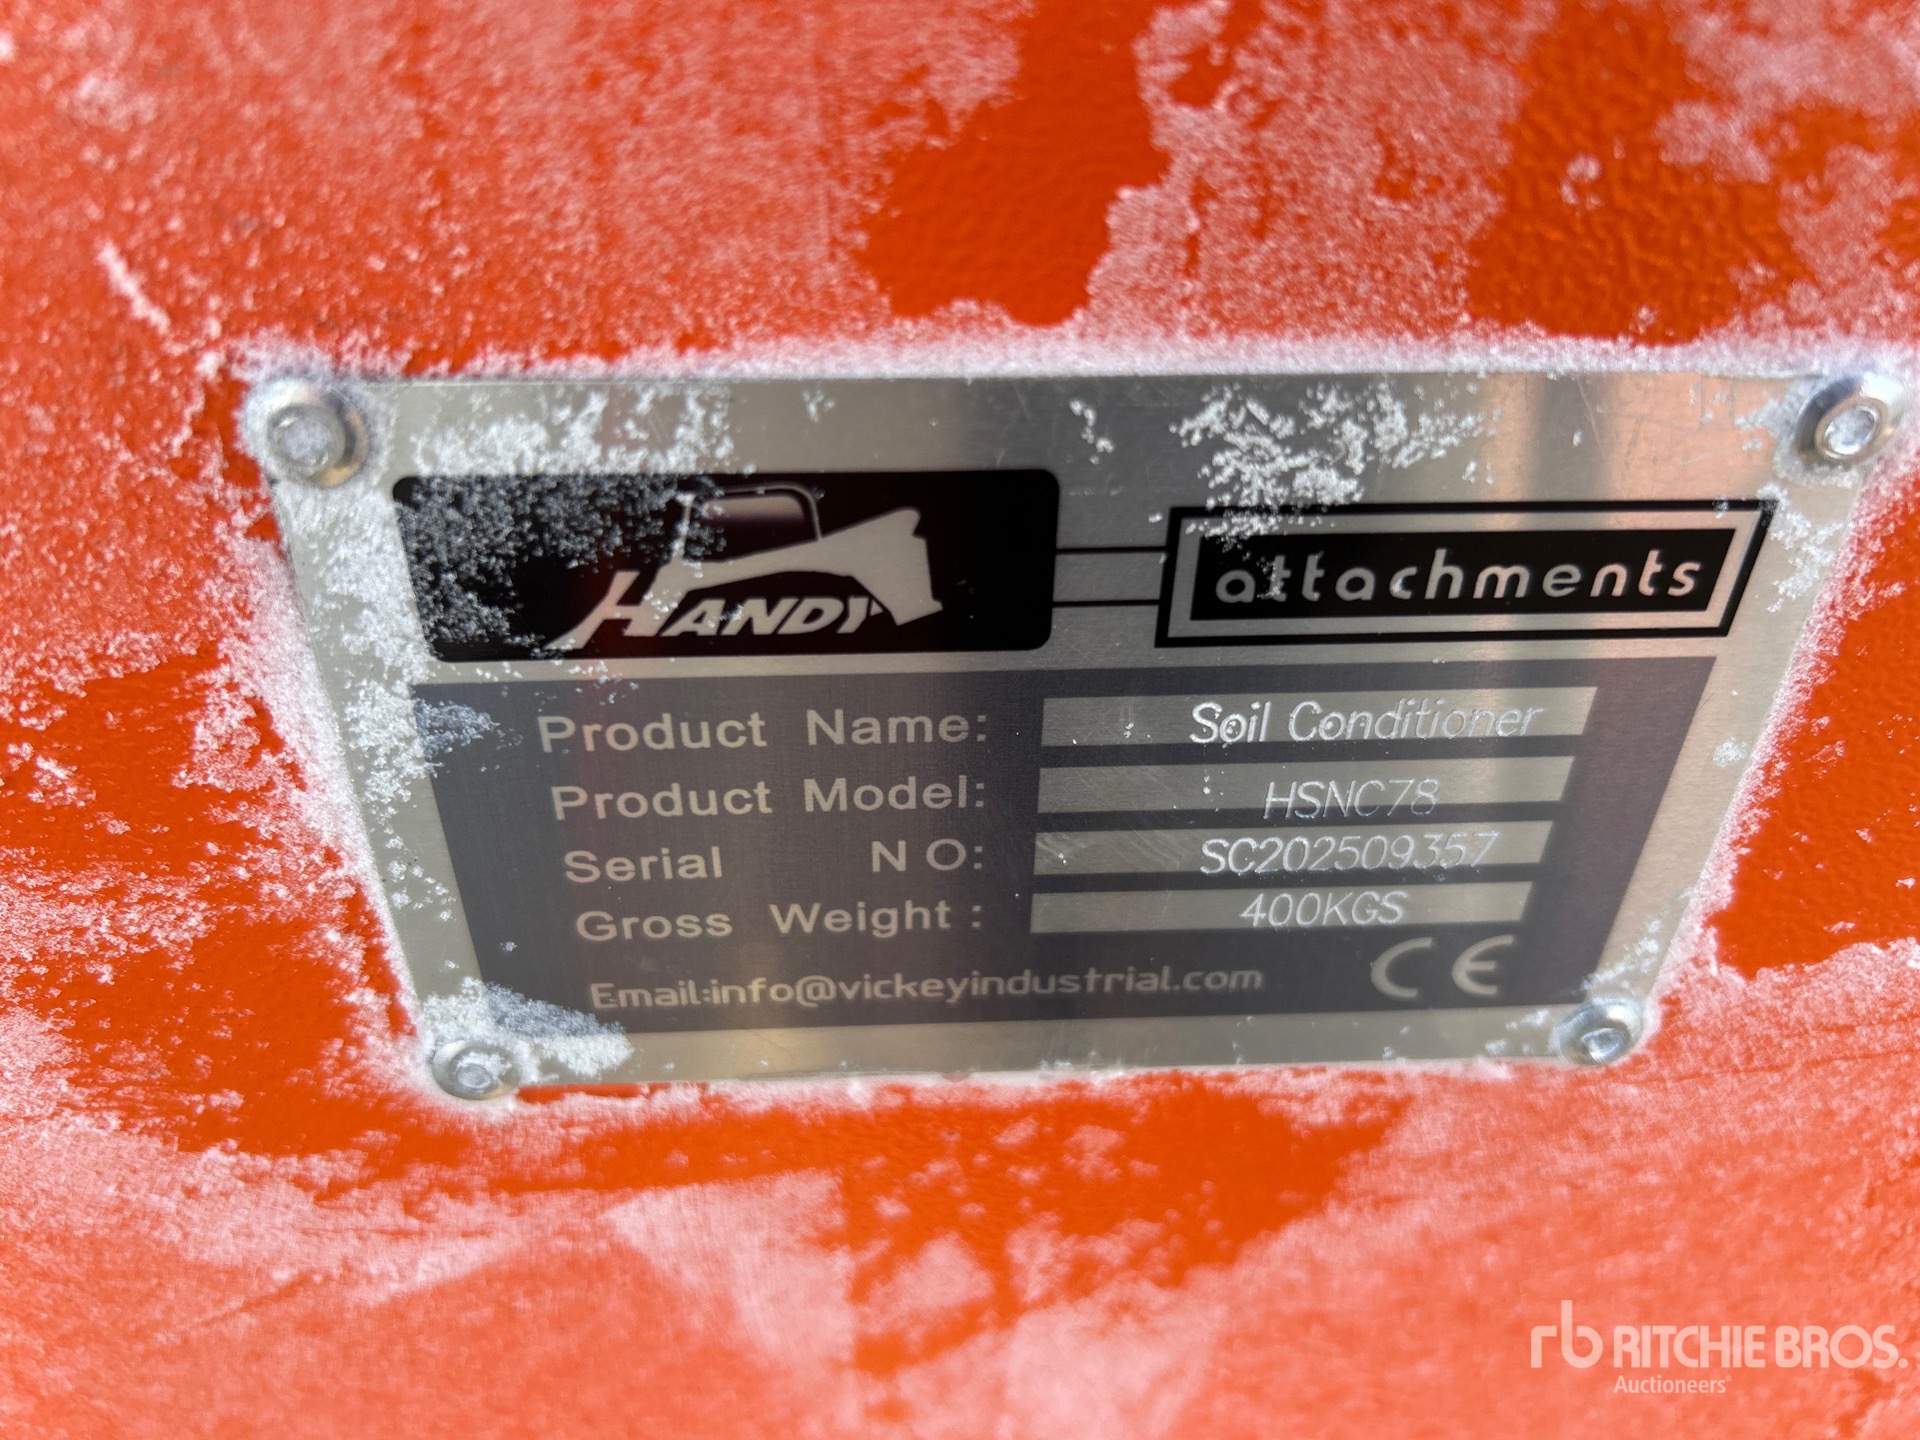 HANDY
attachments
Product Name: Soil Conditioner
Product Model: HSNC78
Serial NO: SC202509357
Gross Weight: 400KGS
Email:info@vickeyindustrial.com CE
rb RITCHIE BROS.
Auctioneers